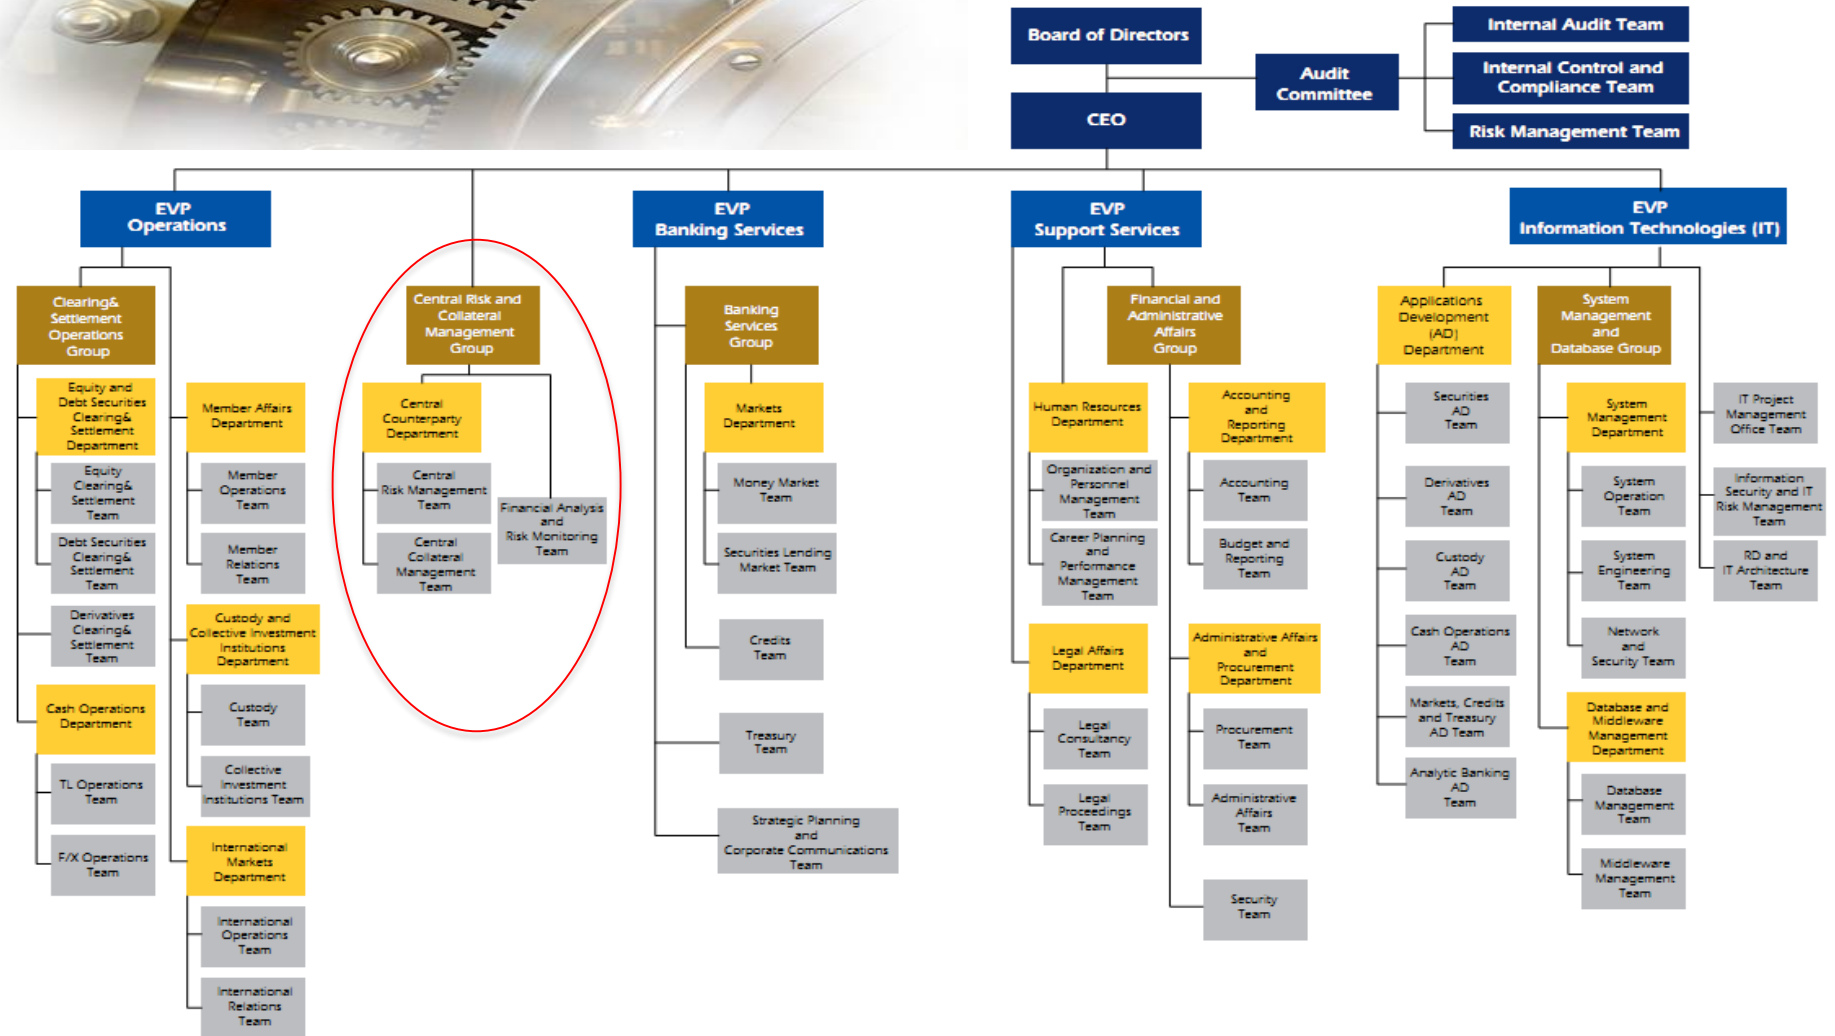 Board of Directors
CEO
Audit
Committee
Internal Audit Team
Internal Control and
Compliance Team
Risk Management Team
EVP
Operations
EVP
Banking Services
EVP
Support Services
EVP
Information Technologies (IT)
Clearing&
Settlement
Operations
Group
Equity and
Debt Securities
Clearing&
Settlement
Department
Equity
Clearing&
Settlement
Team
Debt Securities
Clearing&
Settlement
Team
Derivatives
Clearing&
Settlement
Team
Cash Operations
Department
TL Operations
Team
F/X Operations
Team
Member Affairs
Department
Member
Operations
Team
Member
Relations
Team
Custody and
Collective Investment
Institutions
Department
Custody
Team
Collective
Investment
Institutions Team
International
Markets
Department
International
Operations
Team
International
Relations
Team
Central Risk and
Collateral
Management
Group
Central
Counterparty
Department
Central
Risk Management
Team
Central
Collateral
Management
Team
Financial Analysis
and
Risk Monitoring
Team
Banking
Services
Group
Markets
Department
Money Market
Team
Securities Lending
Market Team
Credits
Team
Treasury
Team
Strategic Planning
and
Corporate Communications
Team
Human Resources
Department
Organization and
Personnel
Management
Team
Career Planning
and
Performance
Management
Team
Legal Affairs
Department
Legal
Consultancy
Team
Legal
Proceedings
Team
Financial and
Administrative
Affairs
Group
Accounting
and
Reporting
Department
Accounting
Team
Budget and
Reporting
Team
Administrative Affairs
and
Procurement
Department
Procurement
Team
Administrative
Affairs
Team
Security
Team
Applications
Development
(AD)
Department
Securities
AD
Team
Derivatives
AD
Team
Custody
AD
Team
Cash Operations
AD
Team
Markets, Credits
and Treasury
AD Team
Analytic Banking
AD
Team
System
Management
and
Database Group
System
Management
Department
System
Operation
Team
System
Engineering
Team
Network
and
Security Team
Database and
Middleware
Management
Department
Database
Management
Team
Middleware
Management
Team
IT Project
Management
Office Team
Information
Security and IT
Risk Management
Team
RD and
IT Architecture
Team